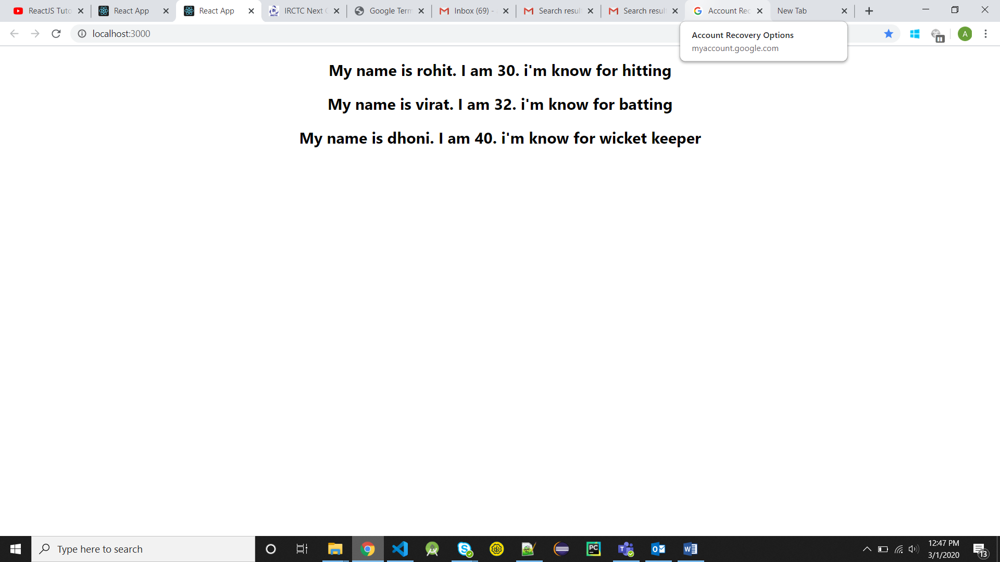 ReactJS Tuto
React App
React App
IRCTC Next
Google Term
Inbox (69) -
Search resul
Search resul
Account Rec
New Tab
localhost:3000
A
Account Recovery Options
myaccount.google.com
My name is rohit. I am 30. i'm know for hitting
My name is virat. I am 32. i'm know for batting
My name is dhoni. I am 40. i'm know for wicket keeper
Type here to search
PC
12:47 PM
3/1/2020
13